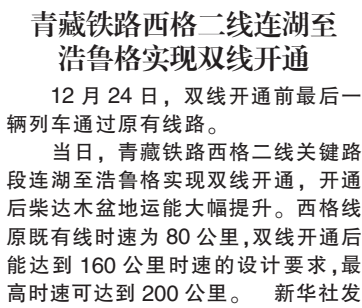 青藏铁路西格二线连湖至
浩鲁格实现双线开通
12 月 24 日，双线开通前最后一
辆列车通过原有线路。
当日，青藏铁路西格二线关键路
段连湖至浩鲁格实现双线开通，开通
后柴达木盆地运能大幅提升。西格线
原既有线时速为 80 公里，双线开通后
能达到 160 公里时速的设计要求，最
高时速可达到 200 公里。 新华社发